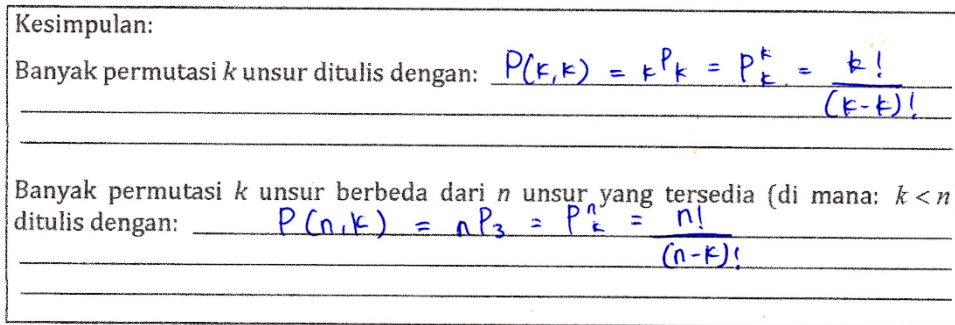 Kesimpulan:
Banyak permutasi k unsur ditulis dengan: P(k,k) = kPk = P^k_k = k!/(k-k)!
Banyak permutasi k unsur berbeda dari n unsur yang tersedia (di mana: k < n
ditulis dengan: P(n,k) = nP3 = P^n_k = n!/(n-k)!